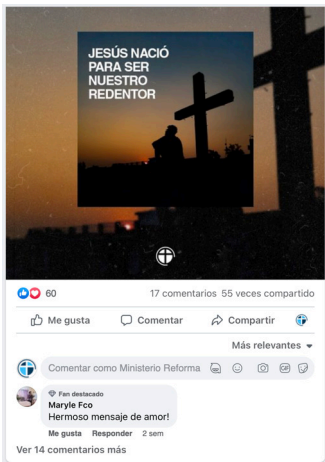 JESÚS NACIÓ
PARA SER
NUESTRO
REDENTOR
60 17 comentarios 55 veces compartido
Me gusta Comentar Compartir
Más relevantes
Comentar como Ministerio Reforma GIF
Fan destacado
Maryle Fco
Hermoso mensaje de amor!
Me gusta Responder 2 sem
Ver 14 comentarios más